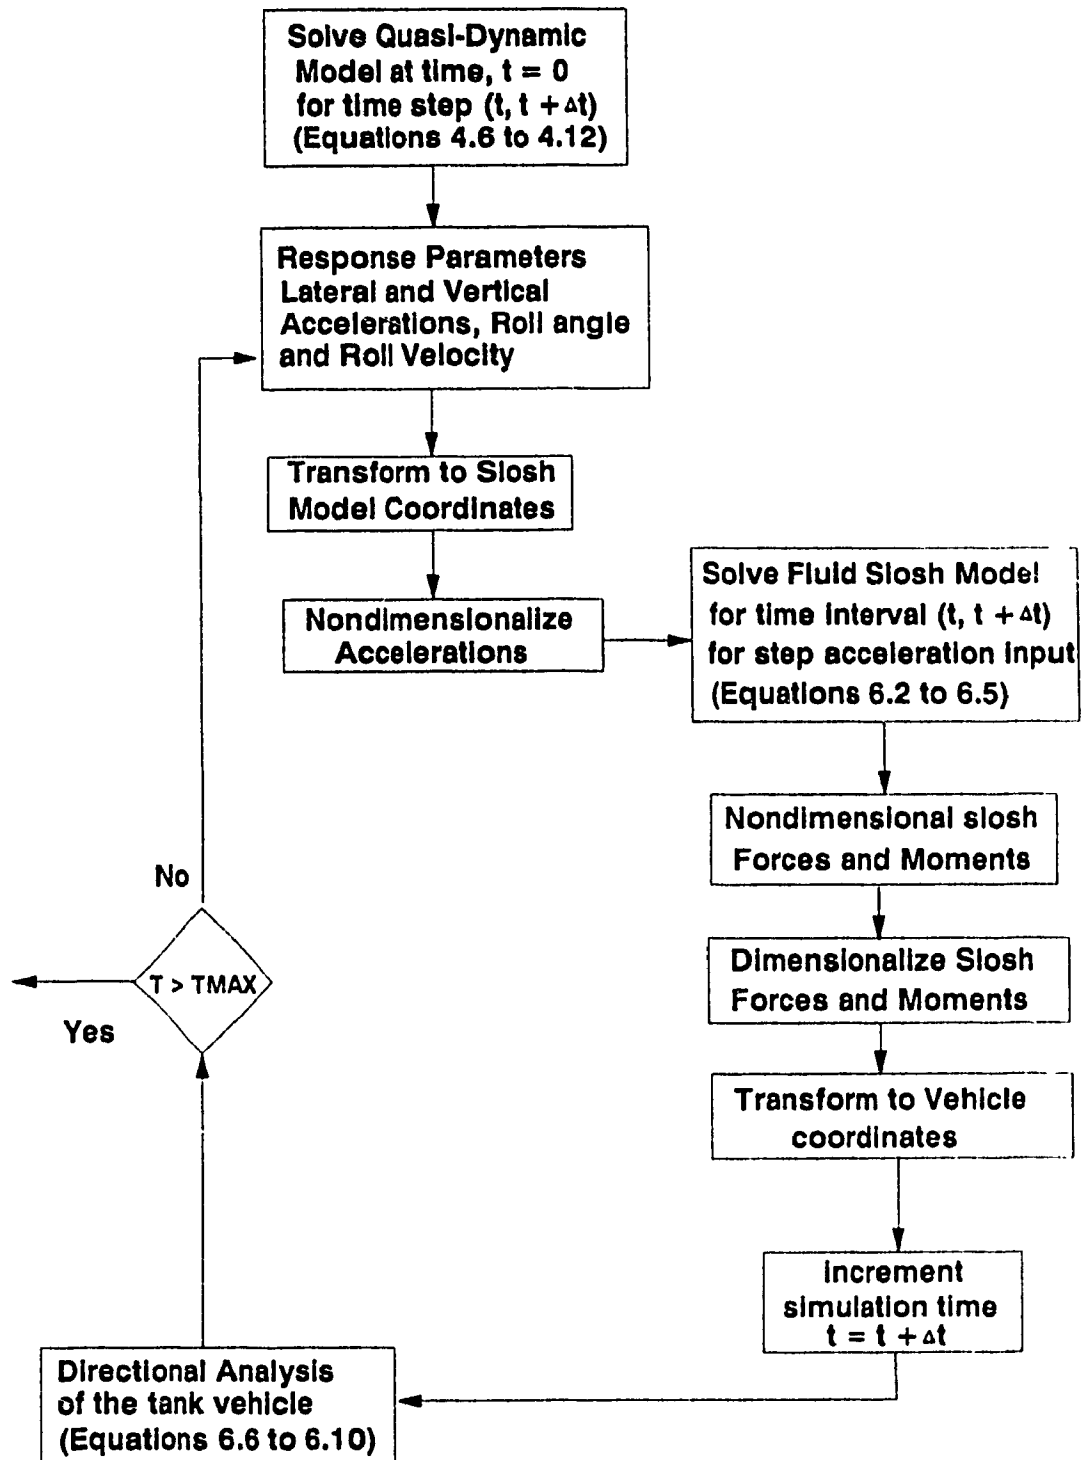 Solve Quasi-Dynamic
Model at time, t = 0
for time step (t, t + Δt)
(Equations 4.6 to 4.12)
Response Parameters
Lateral and Vertical
Accelerations, Roll angle
and Roll Velocity
Transform to Slosh
Model Coordinates
Nondimensionalize
Accelerations
Solve Fluid Slosh Model
for time interval (t, t + Δt)
for step acceleration input
(Equations 6.2 to 6.5)
Nondimensional slosh
Forces and Moments
Dimensionalize Slosh
Forces and Moments
Transform to Vehicle
coordinates
Increment
simulation time
t = t + Δt
Directional Analysis
of the tank vehicle
(Equations 6.6 to 6.10)
T > TMAX
No
Yes